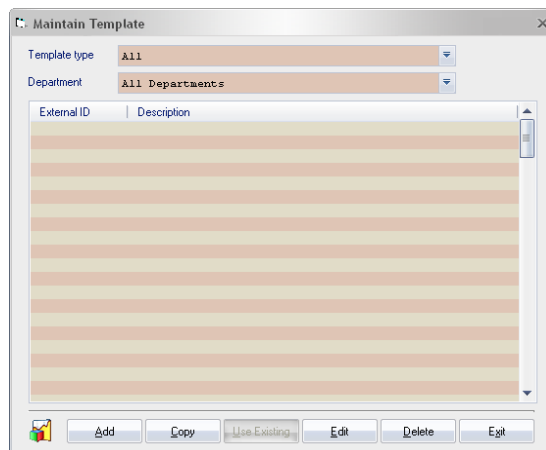 Maintain Template
Template type All
Department All Departments
External ID Description
Add Copy Use Existing Edit Delete Exit